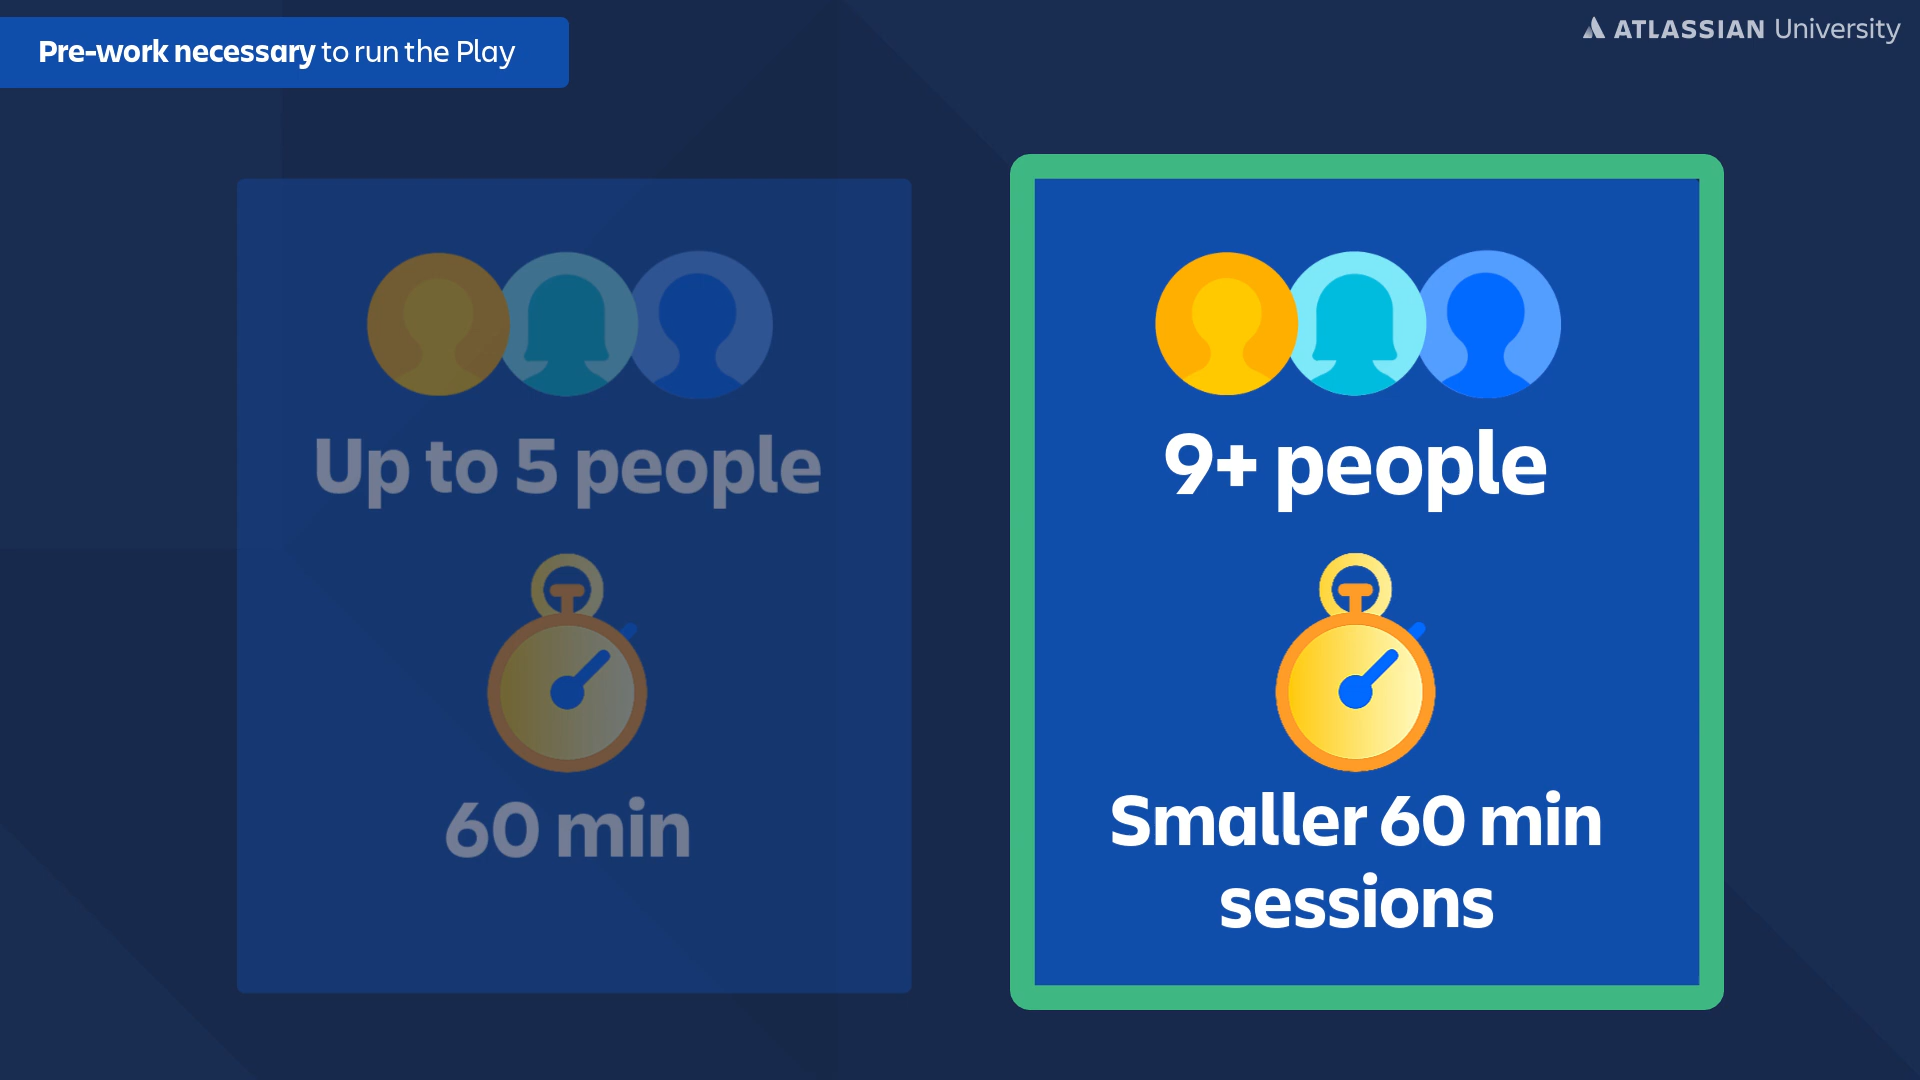 Pre-work necessary to run the Play
ATLASSIAN University
Up to 5 people
60 min
9+ people
Smaller 60 min
sessions